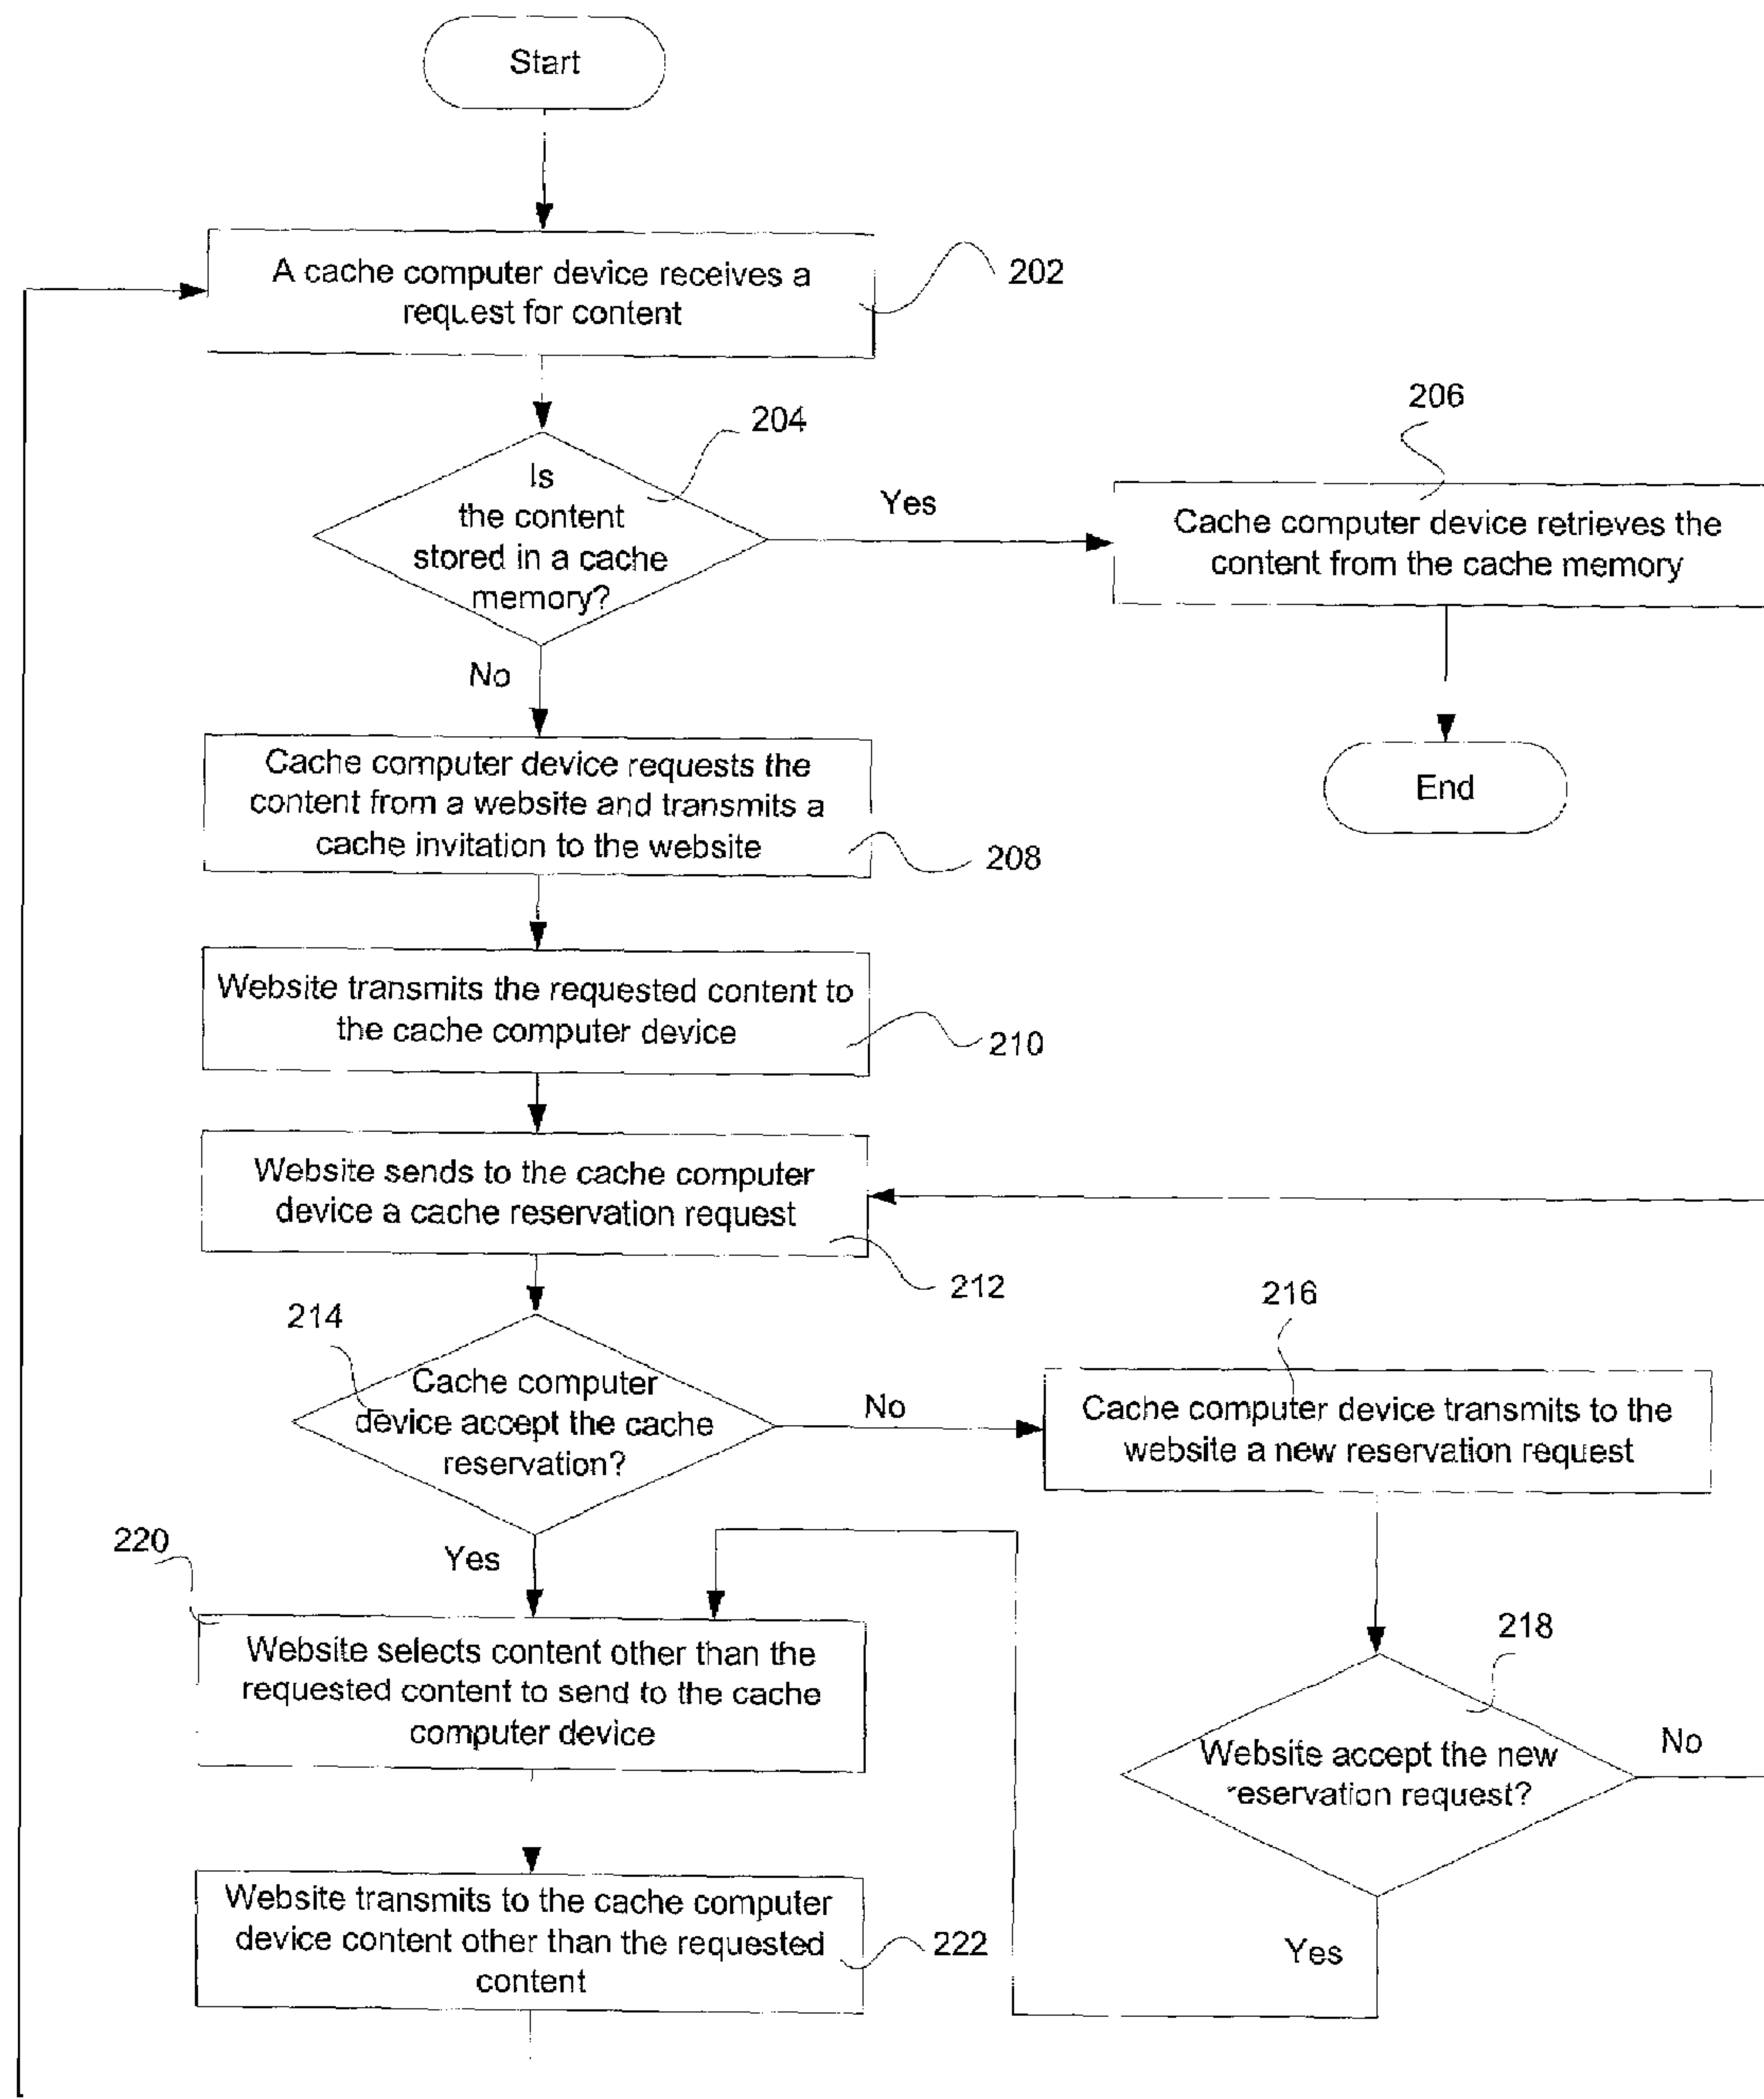 Start
A cache computer device receives a
request for content
202
204
Is
the content
stored in a cache
memory?
Yes
No
206
Cache computer device retrieves the
content from the cache memory
End
Cache computer device requests the
content from a website and transmits a
cache invitation to the website
208
Website transmits the requested content to
the cache computer device
210
Website sends to the cache computer
device a cache reservation request
212
214
Cache computer
device accept the cache
reservation?
No
Yes
216
Cache computer device transmits to the
website a new reservation request
218
Website accept the new
reservation request?
No
Yes
220
Website selects content other than the
requested content to send to the cache
computer device
Website transmits to the cache computer
device content other than the requested
content
222